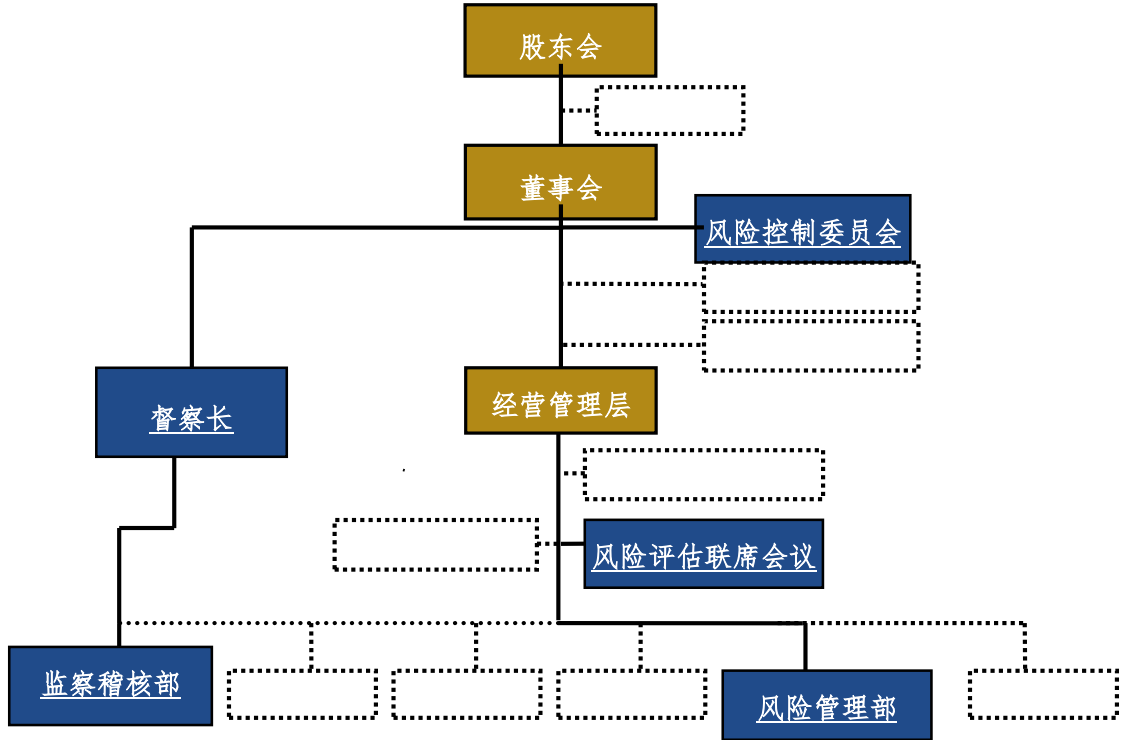 股东会
董事会
风险控制委员会
督察长
经营管理层
风险评估联席会议
监察稽核部
风险管理部